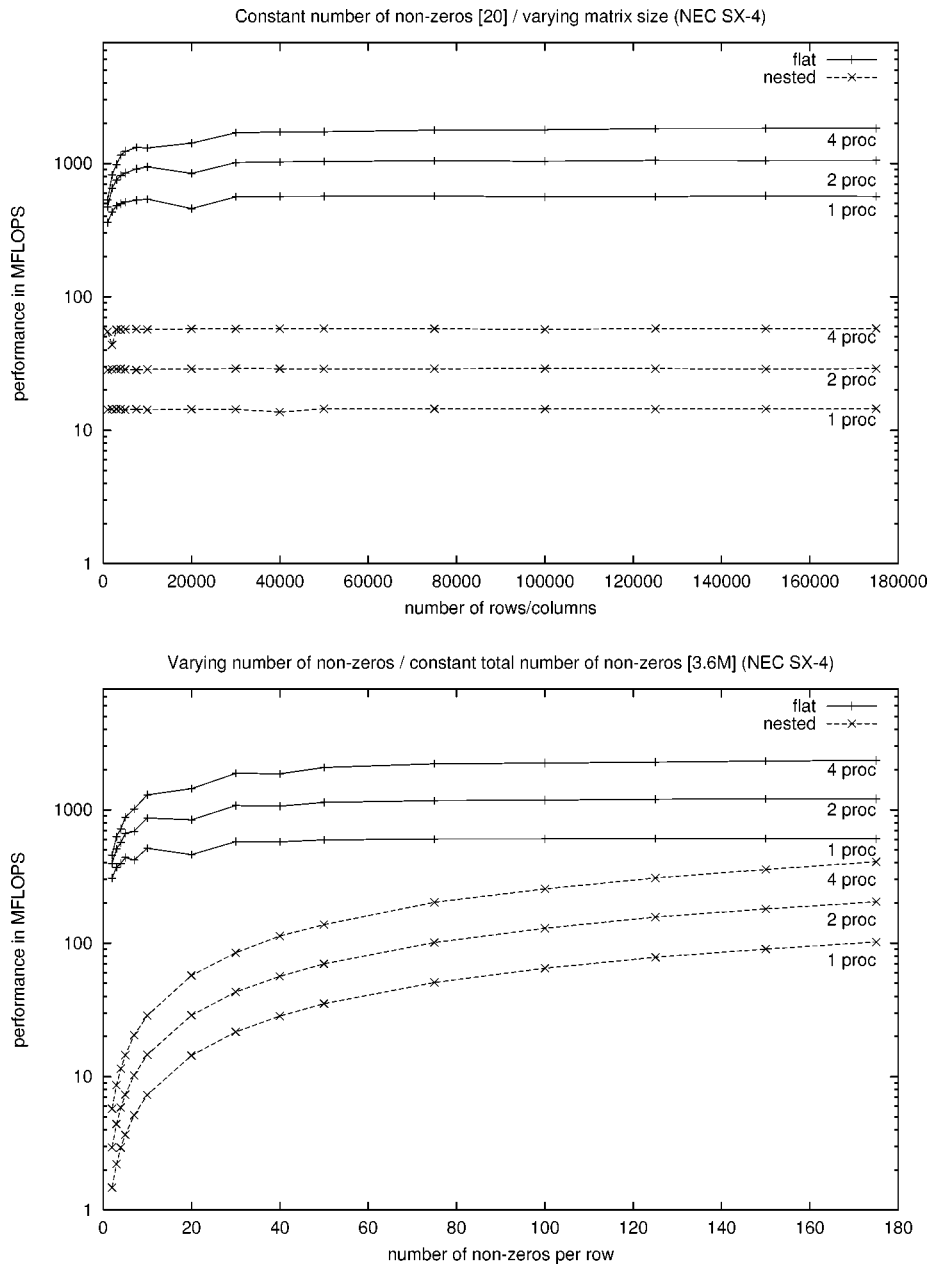 Constant number of non-zeros [20] / varying matrix size (NEC SX-4)
flat
nested
1000
100
10
1
performance in MFLOPS
4 proc
2 proc
1 proc
4 proc
2 proc
1 proc
0 20000 40000 60000 80000 100000 120000 140000 160000 180000
number of rows/columns
Varying number of non-zeros / constant total number of non-zeros [3.6M] (NEC SX-4)
flat
nested
1000
100
10
1
performance in MFLOPS
4 proc
2 proc
1 proc
4 proc
2 proc
1 proc
0 20 40 60 80 100 120 140 160 180
number of non-zeros per row